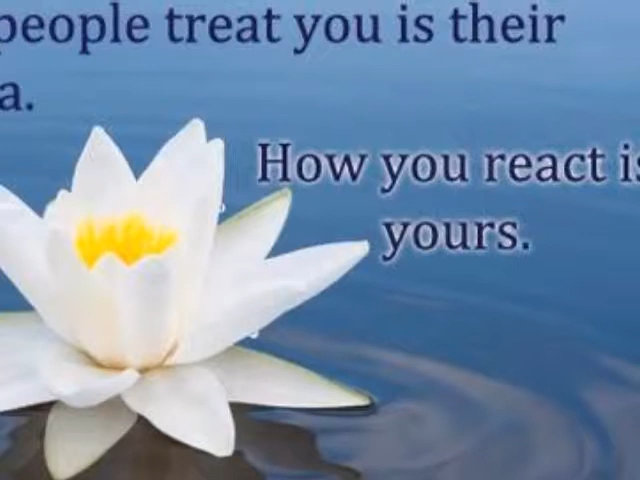 people treat you is their
a.
How you react is
yours.